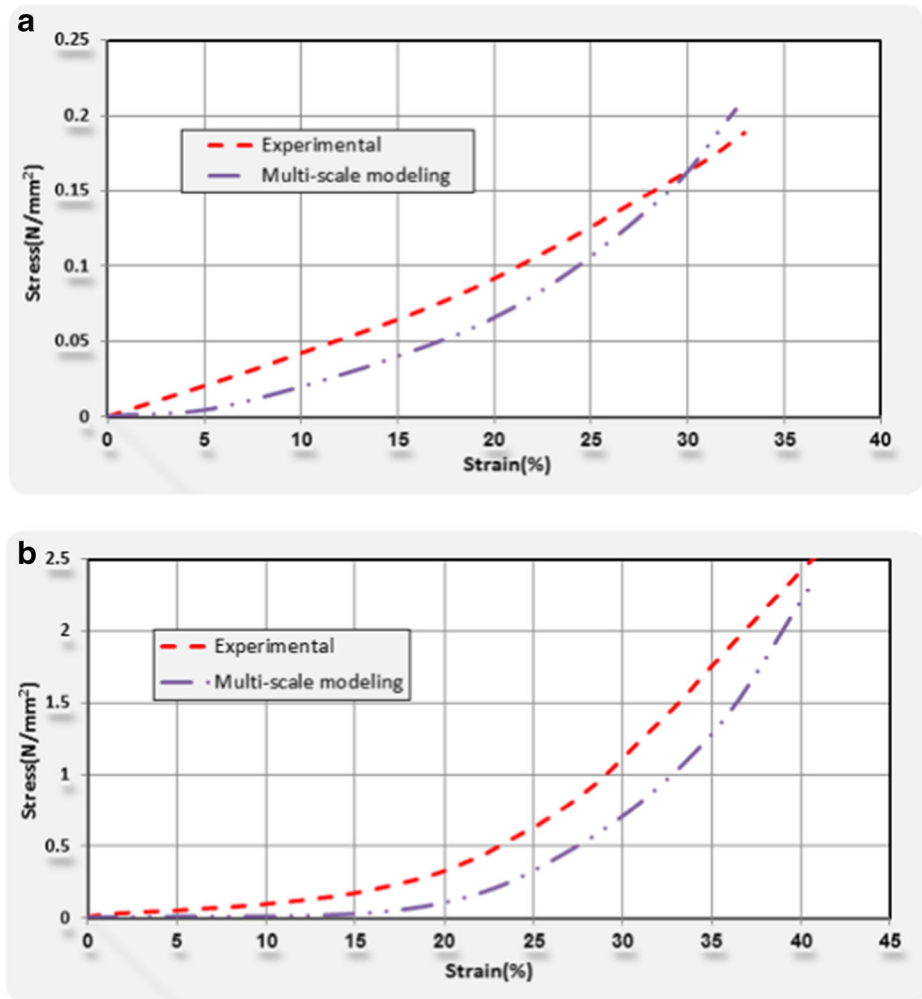 a
0.25
0.2
0.15
0.1
0.05
0
Stress(N/mm²)
Experimental
Multi-scale modeling
0 5 10 15 20 25 30 35 40
Strain(%)
b
2.5
2
1.5
1
0.5
0
Stress(N/mm²)
Experimental
Multi-scale modeling
0 5 10 15 20 25 30 35 40 45
Strain(%)